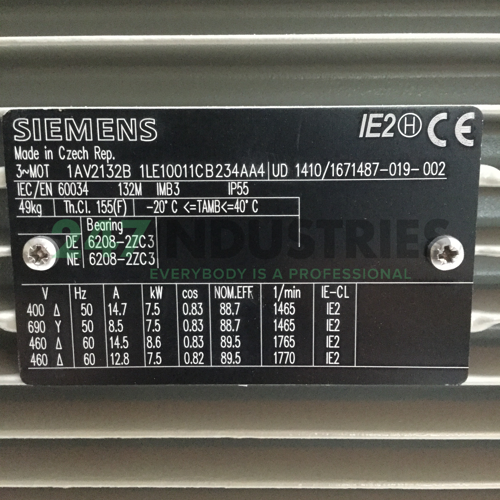 SIEMENS IE2 H CE
Made in Czech Rep.
3~MOT 1AV2132B 1LE10011CB234AA4 UD 1410/1671487-019-002
IEC/EN 60034 132M IMB3 IP55
49kg Th.Cl. 155(F) -20°C <=TAMB<=40°C
Bearing
DE 6208-2ZC3
NE 6208-2ZC3
INDUSTRIES
EVERYBODY IS A PROFESSIONAL
V Hz A kW cos NOM.EFF 1/min IE-CL
400 Δ 50 14.7 7.5 0.83 88.7 1465 IE2
690 Y 50 8.5 7.5 0.83 88.7 1465 IE2
460 Δ 60 14.5 8.6 0.83 89.5 1765 IE2
460 Δ 60 12.8 7.5 0.82 89.5 1770 IE2